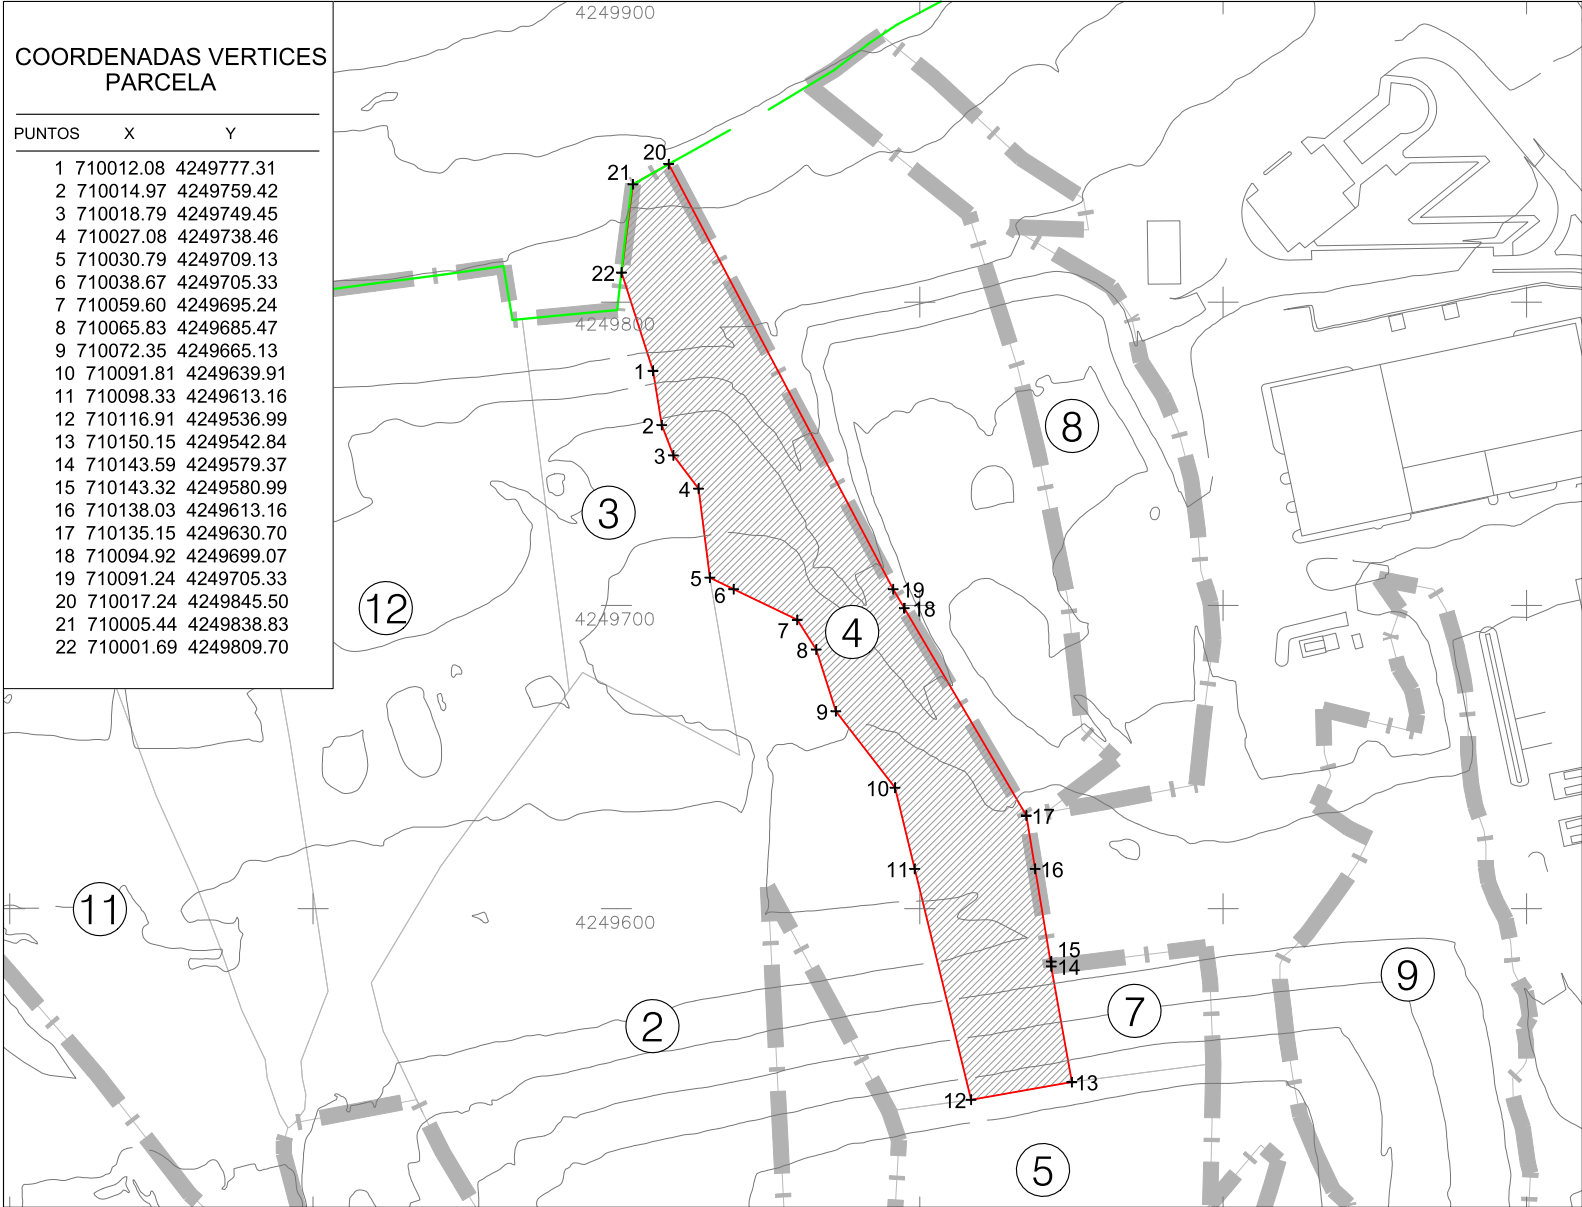 COORDENADAS VERTICES
PARCELA
PUNTOS X Y
1 710012.08 4249777.31
2 710014.97 4249759.42
3 710018.79 4249749.45
4 710027.08 4249738.46
5 710030.79 4249709.13
6 710038.67 4249705.33
7 710059.60 4249695.24
8 710065.83 4249685.47
9 710072.35 4249665.13
10 710091.81 4249639.91
11 710098.33 4249613.16
12 710116.91 4249536.99
13 710150.15 4249542.84
14 710143.59 4249579.37
15 710143.32 4249580.99
16 710138.03 4249613.16
17 710135.15 4249630.70
18 710094.92 4249699.07
19 710091.24 4249705.33
20 710017.24 4249845.50
21 710005.44 4249838.83
22 710001.69 4249809.70
4249900
20
21
22
4249800
1
2
8
3
4
3
5
6
19
12
18
4249700
7
4
8
9
10
17
11
16
11
4249600
15
14
9
7
2
13
12
5